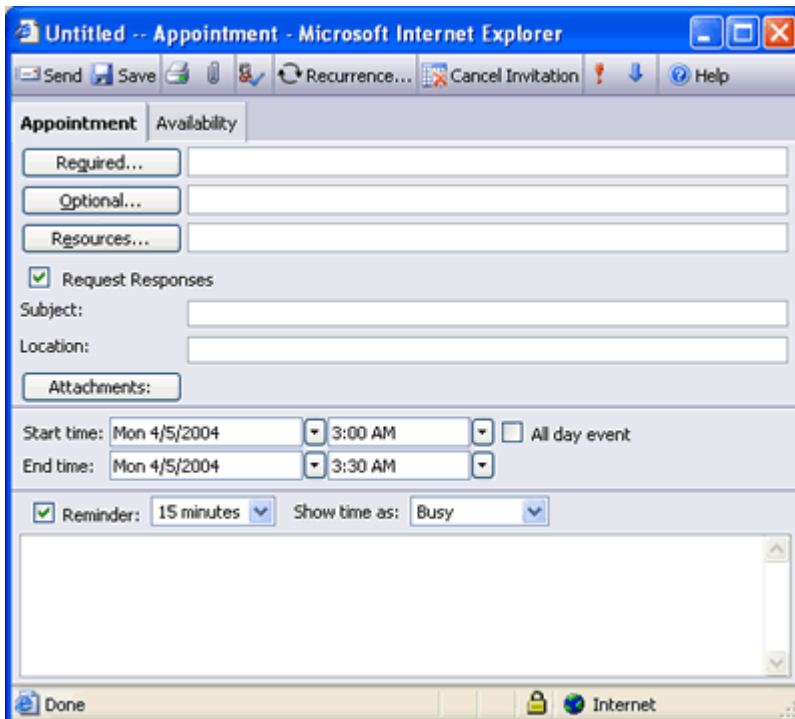 Untitled -- Appointment - Microsoft Internet Explorer
Send Save Recurrence... Cancel Invitation Help
Appointment Availability
Required...
Optional...
Resources...
Request Responses
Subject:
Location:
Attachments:
Start time: Mon 4/5/2004 3:00 AM All day event
End time: Mon 4/5/2004 3:30 AM
Reminder: 15 minutes Show time as: Busy
Done Internet